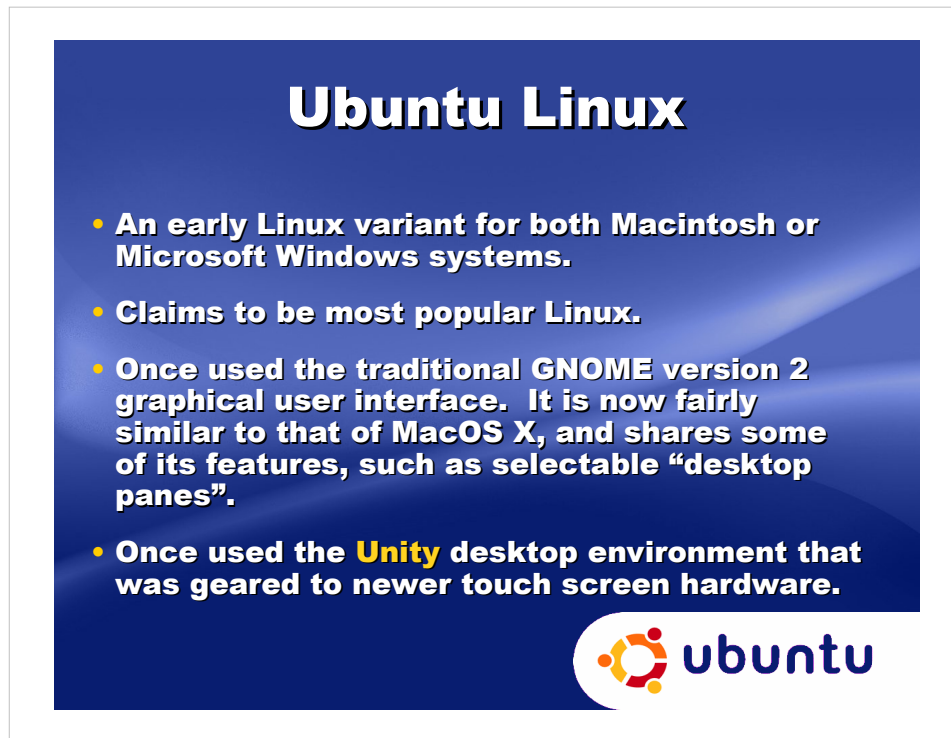 Ubuntu Linux
• An early Linux variant for both Macintosh or
Microsoft Windows systems.
• Claims to be most popular Linux.
• Once used the traditional GNOME version 2
graphical user interface.  It is now fairly
similar to that of MacOS X, and shares some
of its features, such as selectable “desktop
panes”.
• Once used the Unity desktop environment that
was geared to newer touch screen hardware.
ubuntu